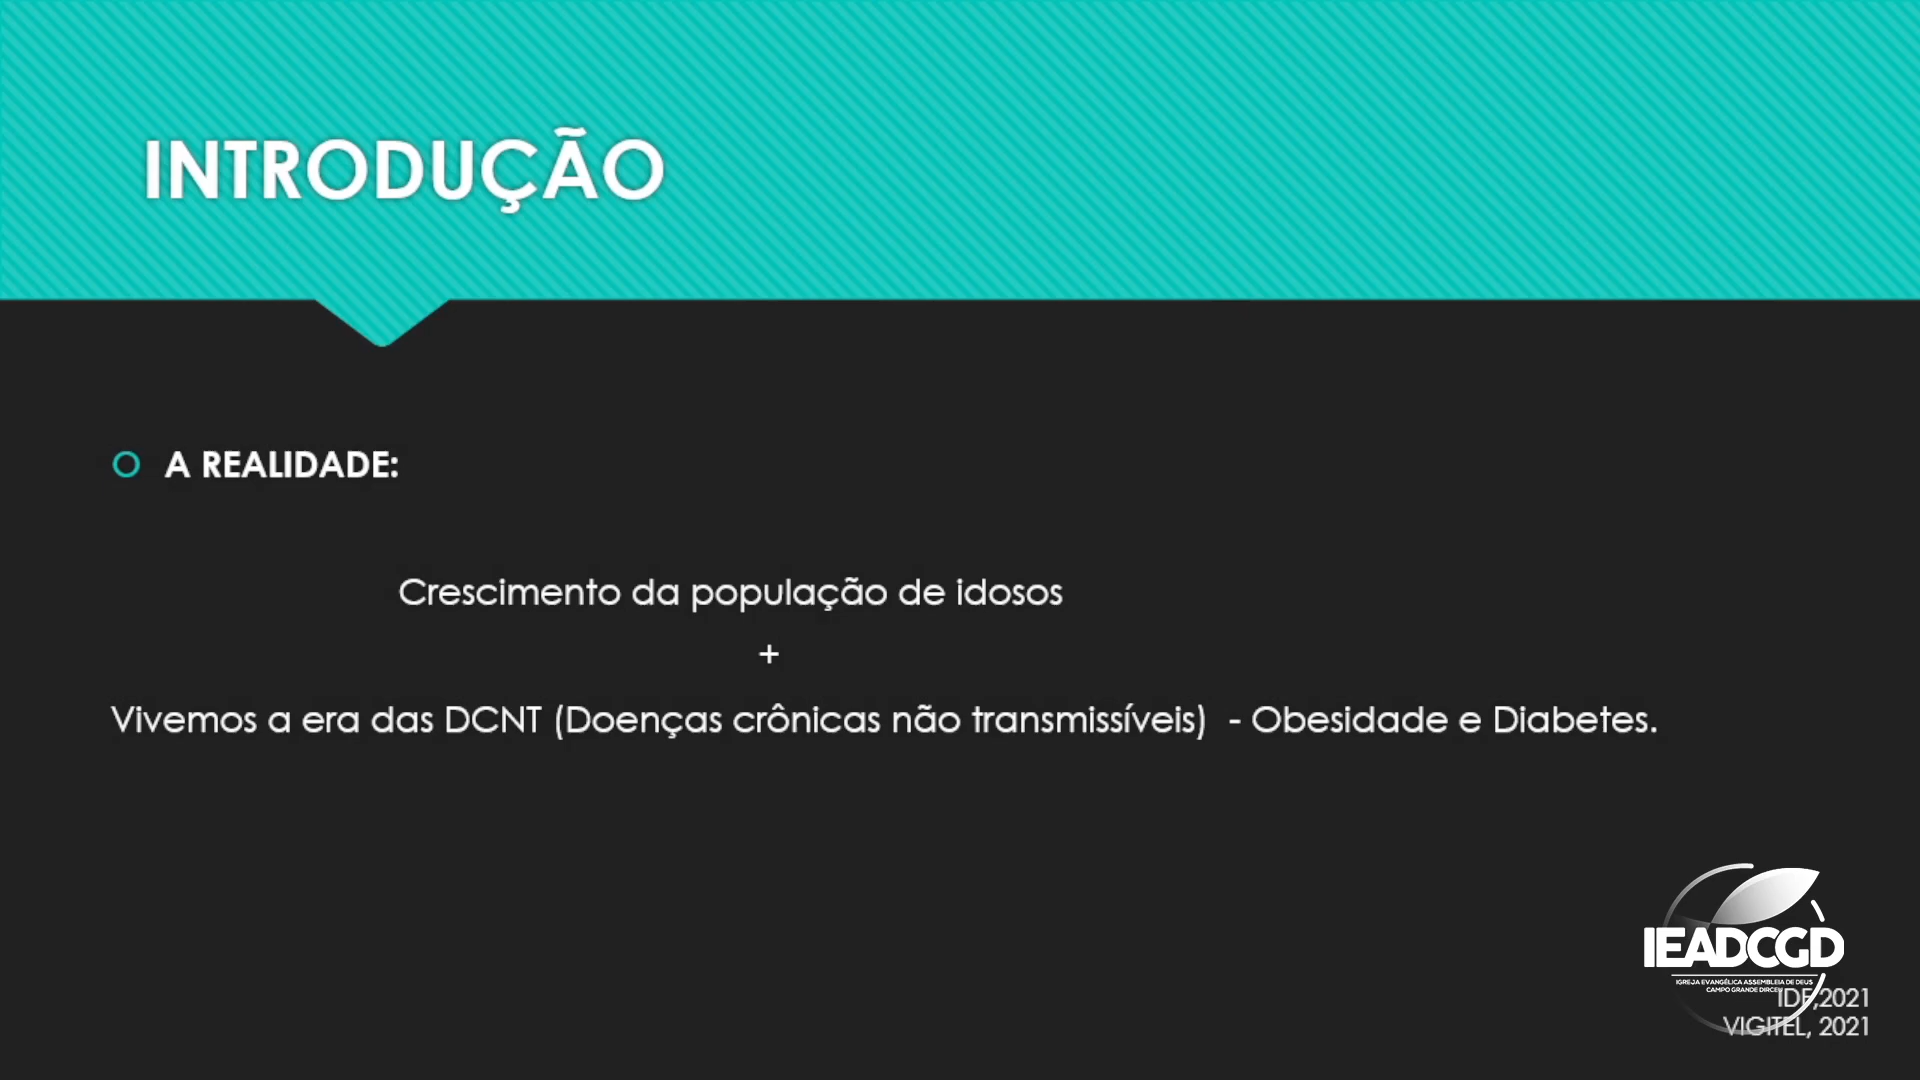 INTRODUÇÃO
A REALIDADE:
Crescimento da população de idosos
+
Vivemos a era das DCNT (Doenças crônicas não transmissíveis)  - Obesidade e Diabetes.
IEADCGD
IGREJA EVANGÉLICA ASSEMBLEIA DE DEUS
CAMPO GRANDE DIRCEU
IDF,2021
VIGITEL, 2021